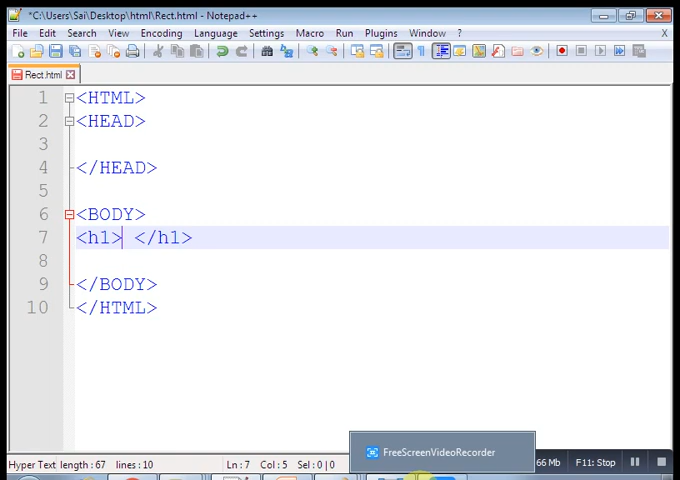 *C:\Users\Sai\Desktop\html\Rect.html - Notepad++
File Edit Search View Encoding Language Settings Macro Run Plugins Window ? X
Rect.html
1 <HTML>
2 <HEAD>
3
4 </HEAD>
5
6 <BODY>
7 <h1> </h1>
8
9 </BODY>
10 </HTML>
FreeScreenVideoRecorder
Hyper Text length : 67 lines : 10 Ln : 7 Col : 5 Sel : 0 | 0 66 Mb F11: Stop